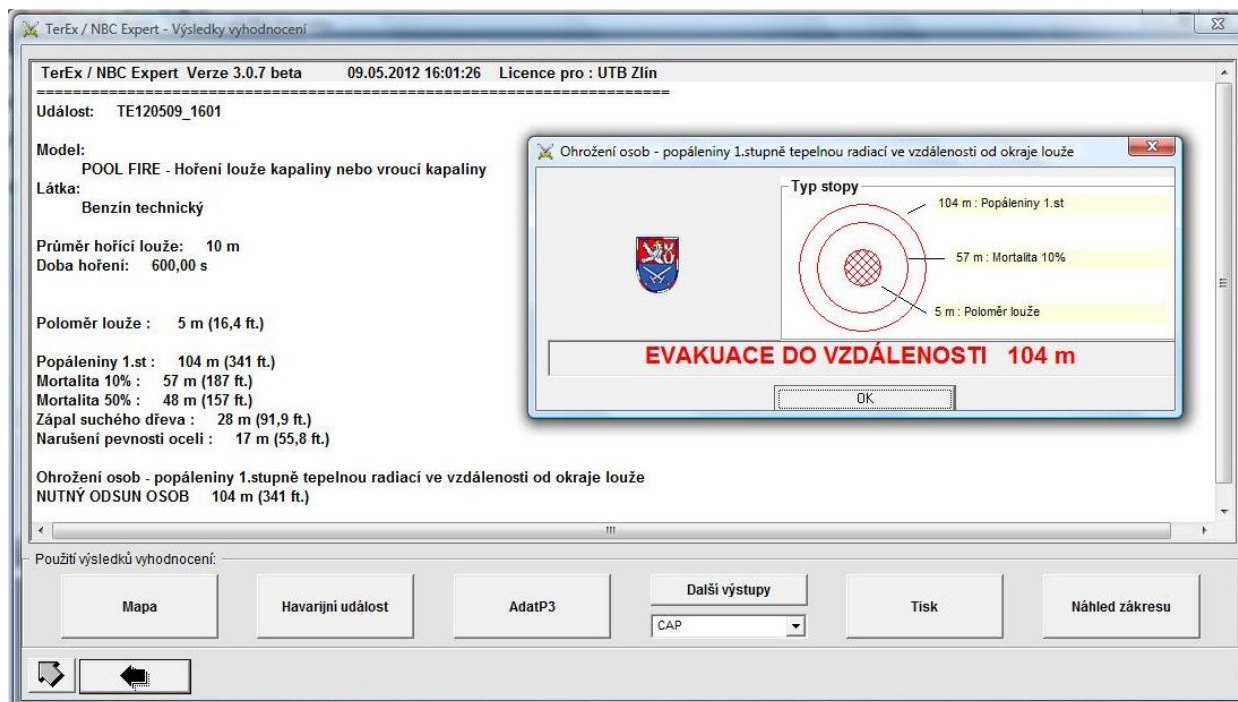 TerEx / NBC Expert - Výsledky vyhodnocení
TerEx / NBC Expert Verze 3.0.7 beta 09.05.2012 16:01:26 Licence pro : UTB Zlín
======================================================================
Událost: TE120509_1601
Model:
POOL FIRE - Hoření louže kapaliny nebo vroucí kapaliny
Látka:
Benzín technický
Průměr hořící louže: 10 m
Doba hoření: 600,00 s
Poloměr louže : 5 m (16,4 ft.)
Popáleniny 1.st : 104 m (341 ft.)
Mortalita 10% : 57 m (187 ft.)
Mortalita 50% : 48 m (157 ft.)
Zápal suchého dřeva : 28 m (91,9 ft.)
Narušení pevnosti oceli : 17 m (55,8 ft.)
Ohrožení osob - popáleniny 1.stupně tepelnou radiací ve vzdálenosti od okraje louže
NUTNÝ ODSUN OSOB 104 m (341 ft.)
Ohrožení osob - popáleniny 1.stupně tepelnou radiací ve vzdálenosti od okraje louže
Typ stopy
104 m : Popáleniny 1.st
57 m : Mortalita 10%
5 m : Poloměr louže
EVAKUACE DO VZDÁLENOSTI 104 m
OK
Použití výsledků vyhodnocení:
Mapa
Havarijní událost
AdatP3
Další výstupy
CAP
Tisk
Náhled zákresu